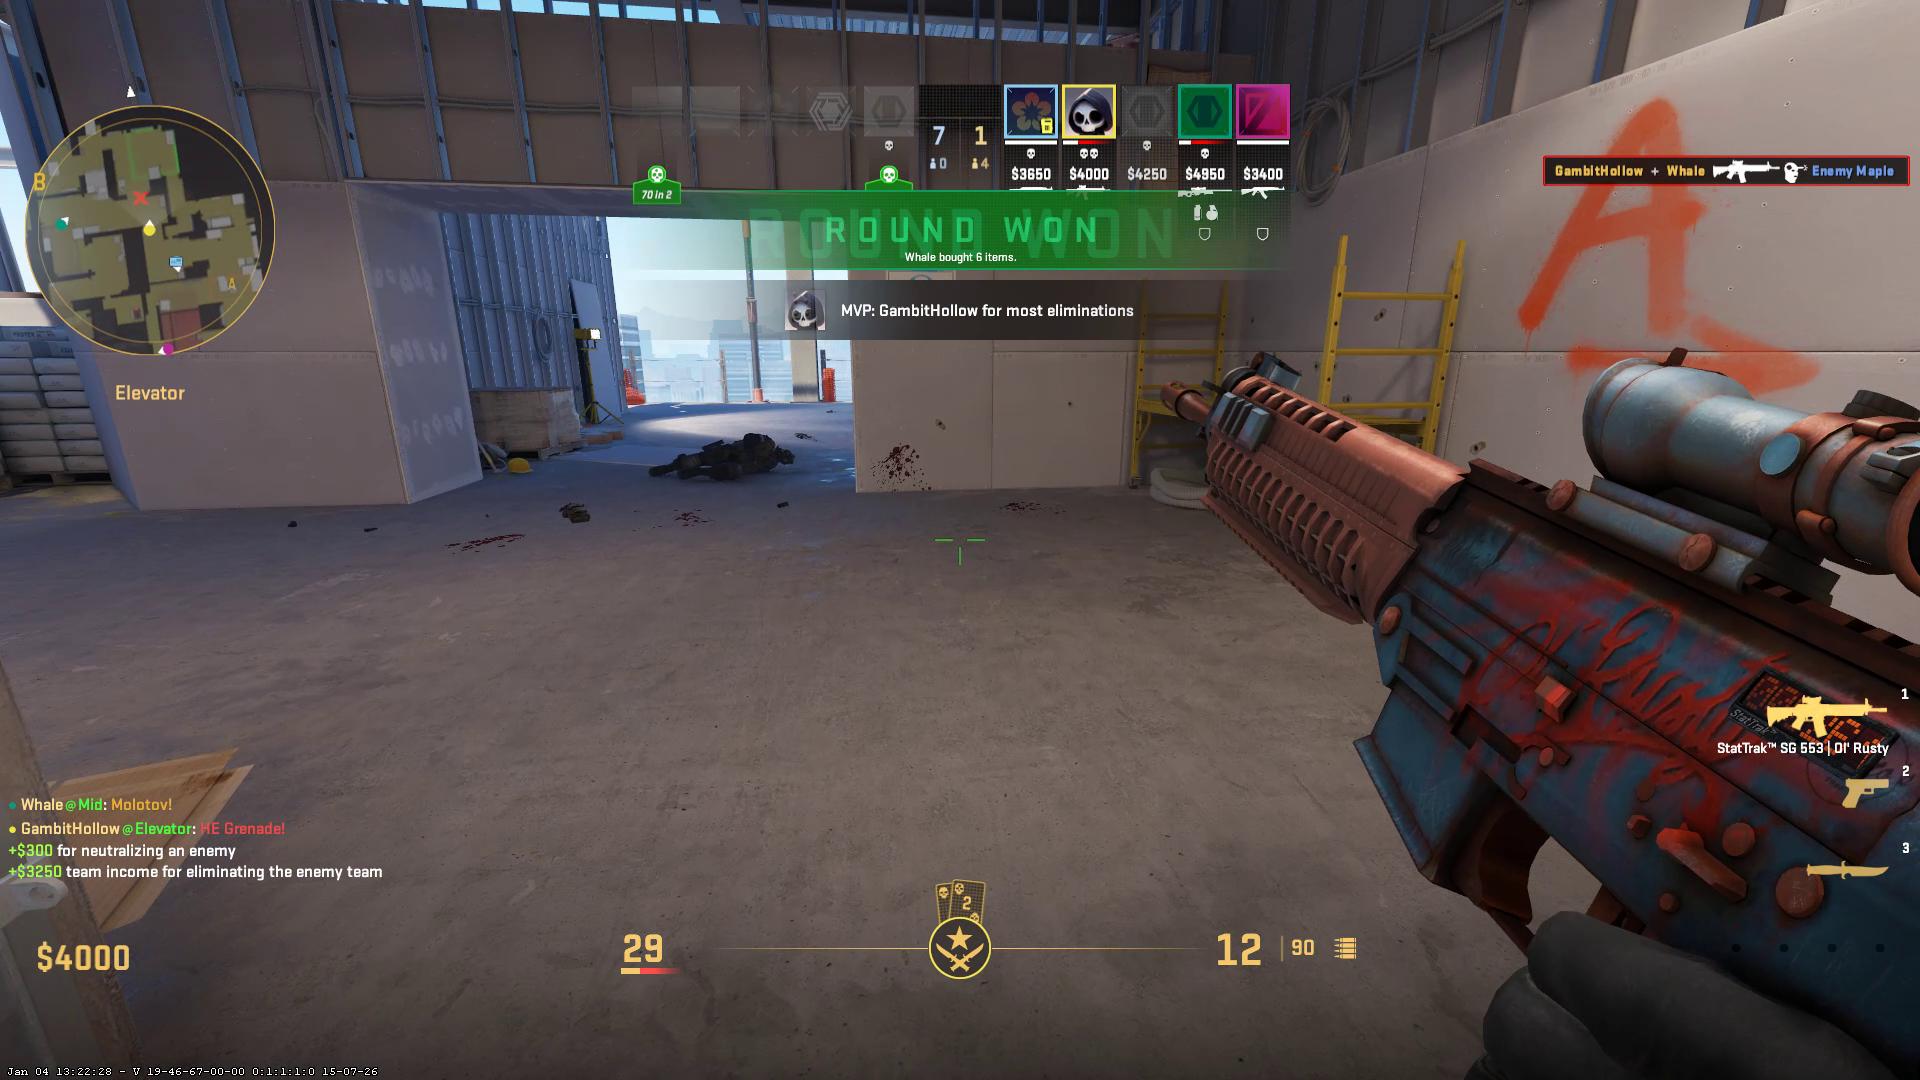 7 1
0 4
$3650 $4000 $4250 $4950 $3400
70 in 2
ROUND WON
Whale bought 6 items.
MVP: GambitHollow for most eliminations
GambitHollow + Whale Enemy Maple
B
A
Elevator
A
1
StatTrak™ SG 553 | Ol' Rusty
2
3
Whale@Mid: Molotov!
GambitHollow@Elevator: HE Grenade!
+$300 for neutralizing an enemy
+$3250 team income for eliminating the enemy team
$4000
29
2
12 | 90
Jan 04 13:22:28 - V 19-46-67-00-00 0:1:1:1:0 15-07-26